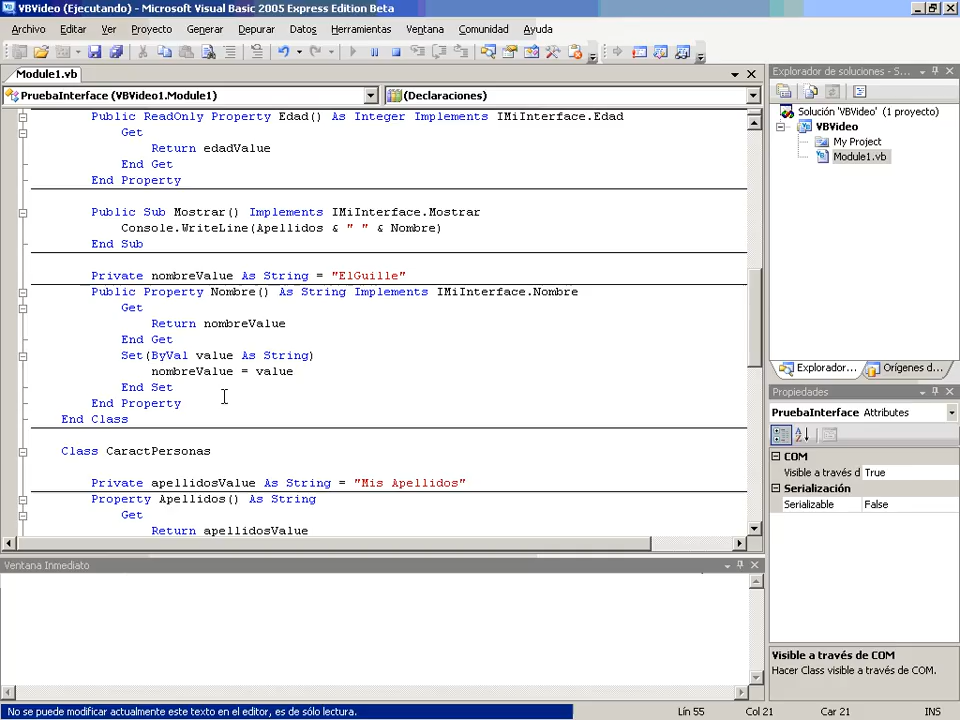 VBVideo (Ejecutando) - Microsoft Visual Basic 2005 Express Edition Beta
Archivo Editar Ver Proyecto Generar Depurar Datos Herramientas Ventana Comunidad Ayuda
Module1.vb
PruebaInterface (VBVideo1.Module1)
(Declaraciones)
Public ReadOnly Property Edad() As Integer Implements IMiInterface.Edad
Get
Return edadValue
End Get
End Property
Public Sub Mostrar() Implements IMiInterface.Mostrar
Console.WriteLine(Apellidos & " " & Nombre)
End Sub
Private nombreValue As String = "ElGuille"
Public Property Nombre() As String Implements IMiInterface.Nombre
Get
Return nombreValue
End Get
Set(ByVal value As String)
nombreValue = value
End Set
End Property
End Class
Class CaractPersonas
Private apellidosValue As String = "Mis Apellidos"
Property Apellidos() As String
Get
Return apellidosValue
Explorador de soluciones - S...
Solución 'VBVideo' (1 proyecto)
VBVideo
My Project
Module1.vb
Explorador... Orígenes d...
Propiedades
PruebaInterface Attributes
COM
Visible a través d True
Serialización
Serializable False
Visible a través de COM
Hacer Class visible a través de COM.
Ventana Inmediato
No se puede modificar actualmente este texto en el editor, es de sólo lectura.
Lín 55 Col 21 Car 21 INS